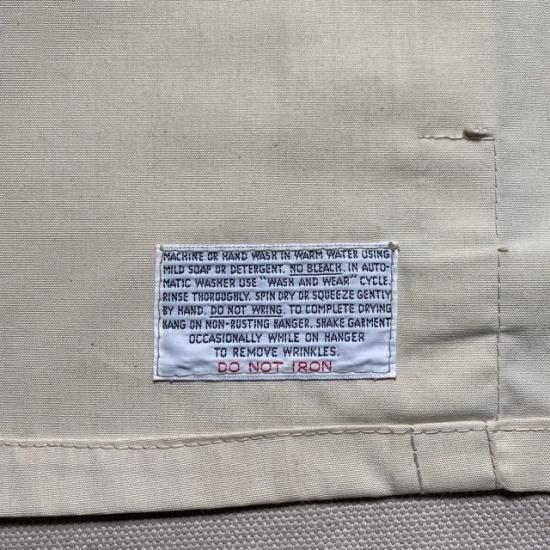 MACHINE OR HAND WASH IN WARM WATER USING
MILD SOAP OR DETERGENT. NO BLEACH. IN AUTO-
MATIC WASHER USE "WASH AND WEAR" CYCLE.
RINSE THOROUGHLY. SPIN DRY OR SQUEEZE GENTLY
BY HAND. DO NOT WRING. TO COMPLETE DRYING
HANG ON NON-RUSTING HANGER. SHAKE GARMENT
OCCASIONALLY WHILE ON HANGER
TO REMOVE WRINKLES.
DO NOT IRON